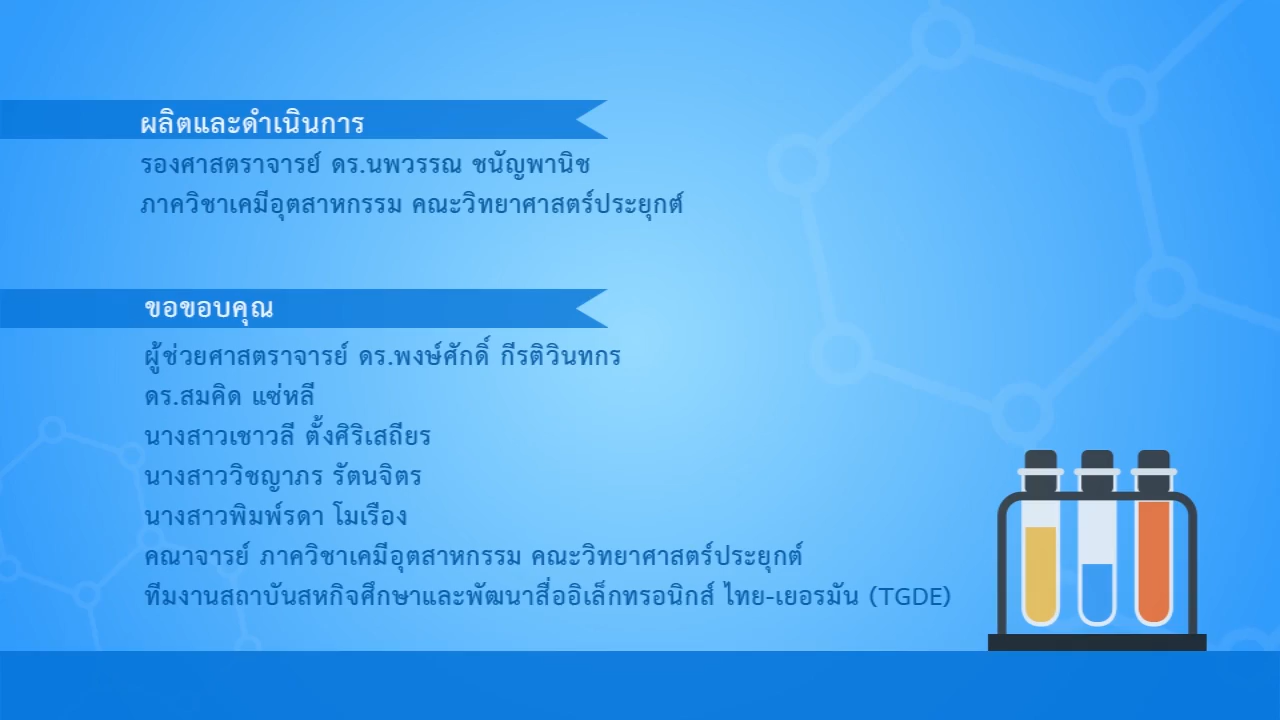 ผลิตและดำเนินการ
รองศาสตราจารย์ ดร.นพวรรณ ชนัญพานิช
ภาควิชาเคมีอุตสาหกรรม คณะวิทยาศาสตร์ประยุกต์
ขอขอบคุณ
ผู้ช่วยศาสตราจารย์ ดร.พงษ์ศักดิ์ กีรติวินทกร
ดร.สมคิด แซ่หลี
นางสาวเชาวลี ตั้งศิริเสถียร
นางสาววิชญาภร รัตนจิตร
นางสาวพิมพ์รดา โมเรือง
คณาจารย์ ภาควิชาเคมีอุตสาหกรรม คณะวิทยาศาสตร์ประยุกต์
ทีมงานสถาบันสหกิจศึกษาและพัฒนาสื่ออิเล็กทรอนิกส์ ไทย-เยอรมัน (TGDE)